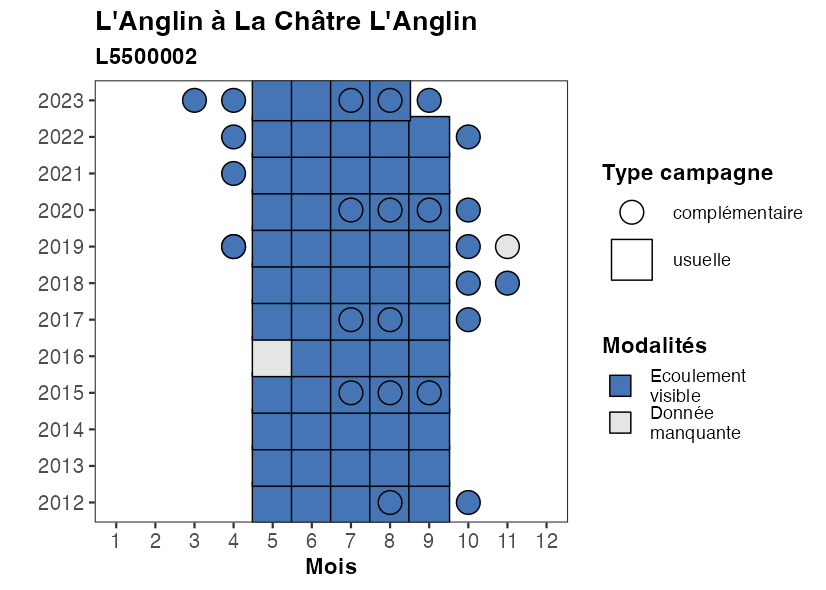 L'Anglin à La Châtre L'Anglin
L5500002
2023
2022
2021
2020
2019
2018
2017
2016
2015
2014
2013
2012
1 2 3 4 5 6 7 8 9 10 11 12
Mois
Type campagne
complémentaire
usuelle
Modalités
Ecoulement
visible
Donnée
manquante